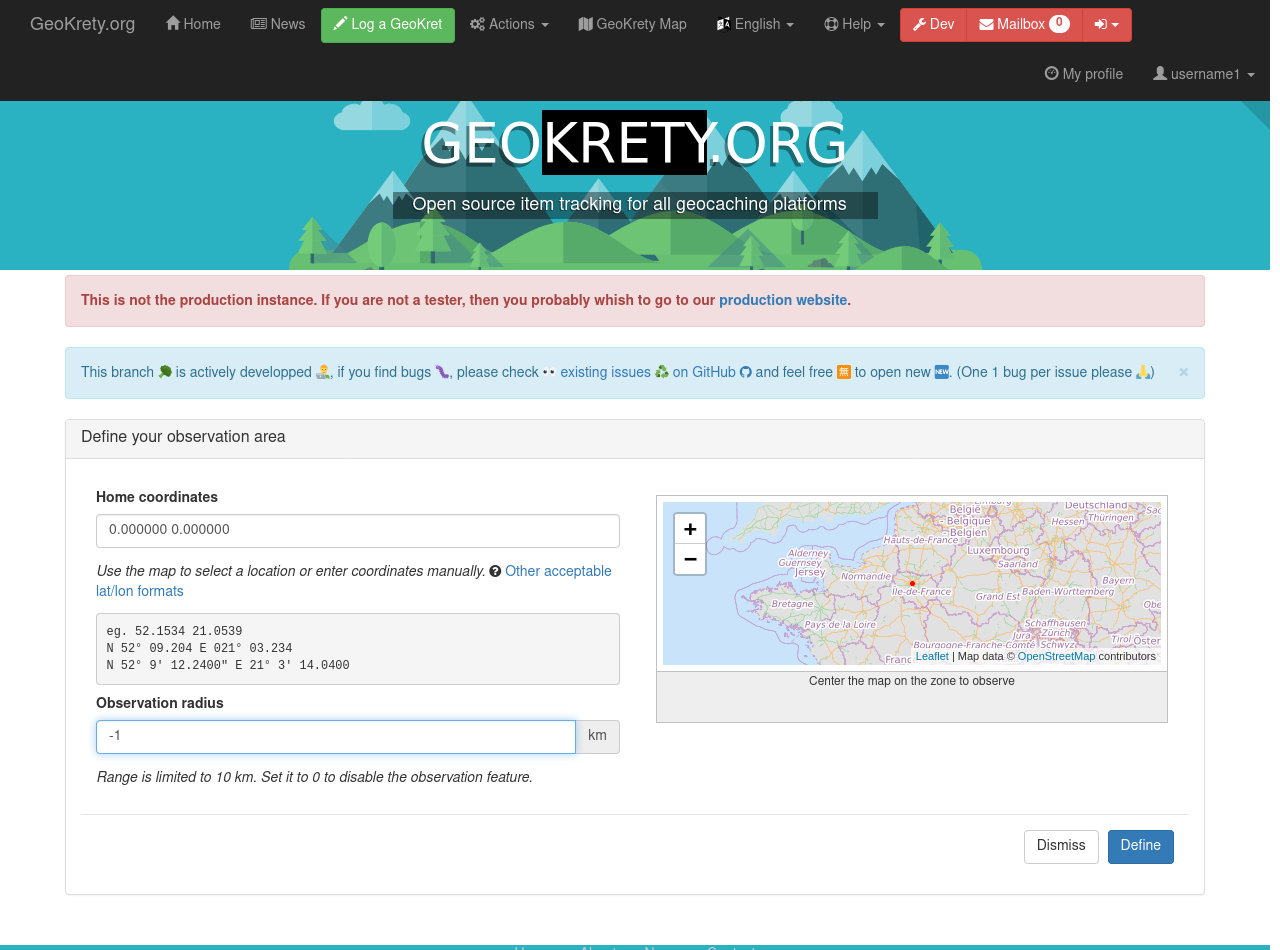 GeoKrety.org Home News Log a GeoKret Actions GeoKrety Map English Help Dev Mailbox 0
My profile username1
GEOKRETY.ORG
Open source item tracking for all geocaching platforms
This is not the production instance. If you are not a tester, then you probably whish to go to our production website.
This branch 🌳 is actively developped 👷, if you find bugs 🐛, please check 👀 existing issues ♻ on GitHub and feel free 🈚 to open new 🆕. (One 1 bug per issue please 🙏) ×
Define your observation area
Home coordinates
0.000000 0.000000
Use the map to select a location or enter coordinates manually. Other acceptable
lat/lon formats
eg. 52.1534 21.0539
N 52° 09.204 E 021° 03.234
N 52° 9' 12.2400" E 21° 3' 14.0400
Observation radius
-1 km
Range is limited to 10 km. Set it to 0 to disable the observation feature.
+
−
Limburg
België
- Belgique
- Belgien
Deutschland
Hessen
Thüringen
Hauts-de-France
Luxembourg
Saarland
Alderney
Guernsey
Jersey
Normandie
Île-de-France
Grand Est
Baden-Württemberg
Bayern
Bretagne
Pays de la Loire
Schaffhausen
Jura
Zürich
Tirol
Bourgogne-Franche-Comté
Schwyz
Leaflet | Map data © OpenStreetMap contributors
Center the map on the zone to observe
Dismiss Define